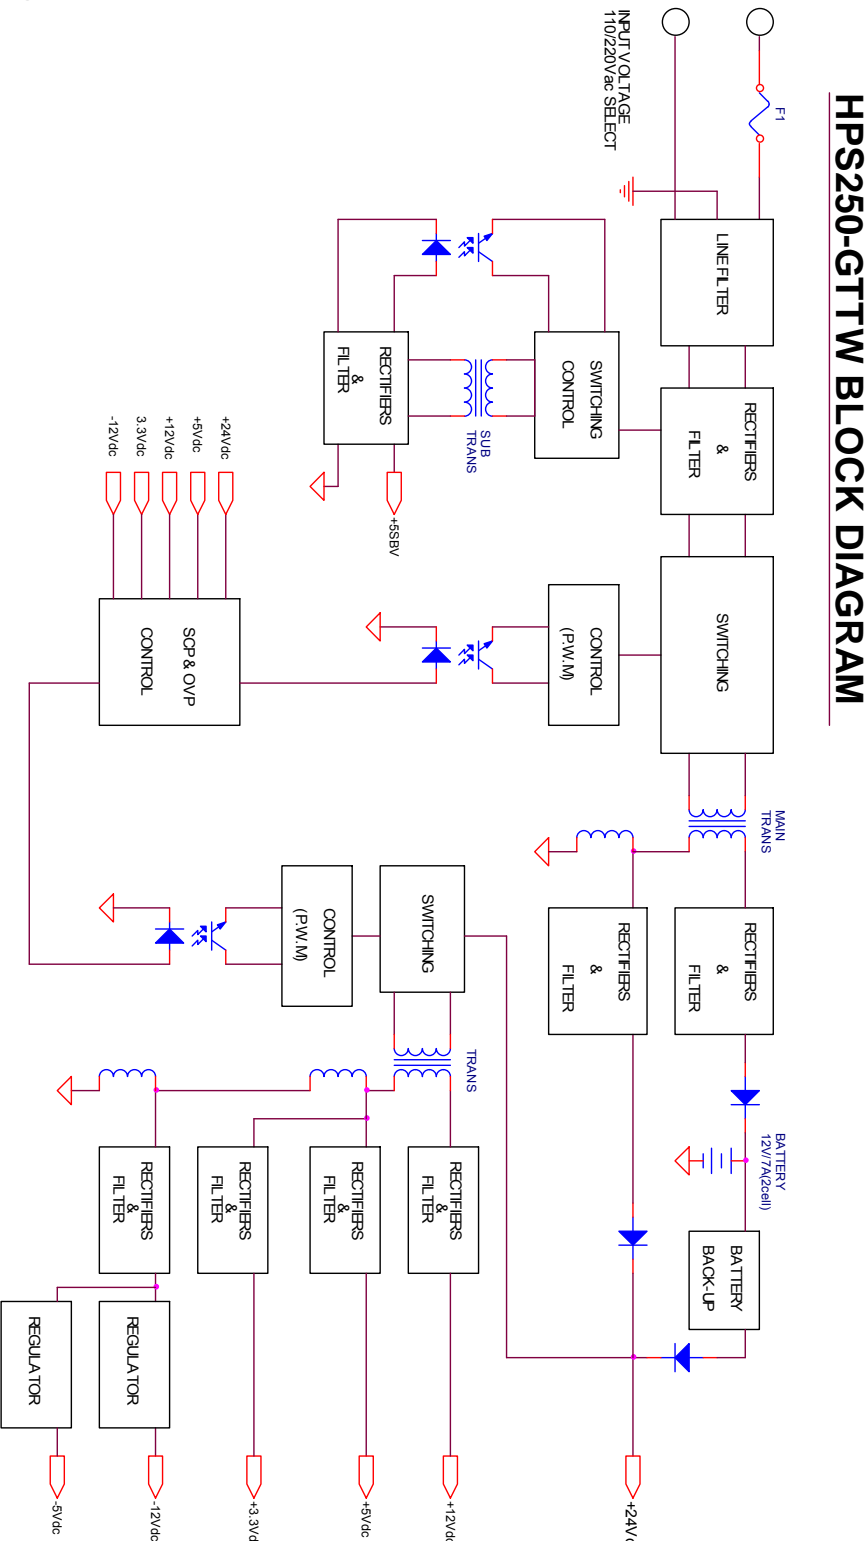 HPS250-GTTW BLOCK DIAGRAM
INPUT VOLTAGE
110/220Vac SELECT
F1
LINE FILTER
RECTIFIERS
&
FILTER
SWITCHING
MAIN
TRANS
RECTIFIERS
&
FILTER
BATTERY
12V/7A(2cell)
BATTERY
BACK-UP
RECTIFIERS
&
FILTER
+24Vd
SWITCHING
CONTROL
SUB
TRANS
RECTIFIERS
&
FILTER
+5SBV
CONTROL
(P.W.M)
+24Vdc
+5Vdc
+12Vdc
3.3Vdc
-12Vdc
SCP & OVP
CONTROL
SWITCHING
CONTROL
(P.W.M)
TRANS
RECTIFIERS
&
FILTER
+12Vdc
RECTIFIERS
&
FILTER
+5Vdc
RECTIFIERS
&
FILTER
+3.3Vd
RECTIFIERS
&
FILTER
REGULATOR
-12Vdc
REGULATOR
-5Vdc